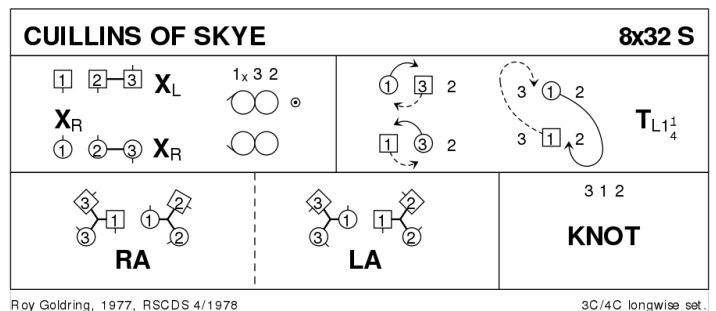 CUILLINS OF SKYE 8x32 S
1 2 3 XL 1x 3 2
XR
1 2 3 XR
1 3 2 3 1 2
1 3 2 3 1 2 TL1 1/4
3 1 1 2 3 1 1 2 3 1 2
3 2 3 2
RA LA KNOT
Roy Goldring, 1977, RSCDS 4/1978 3C/4C longwise set.